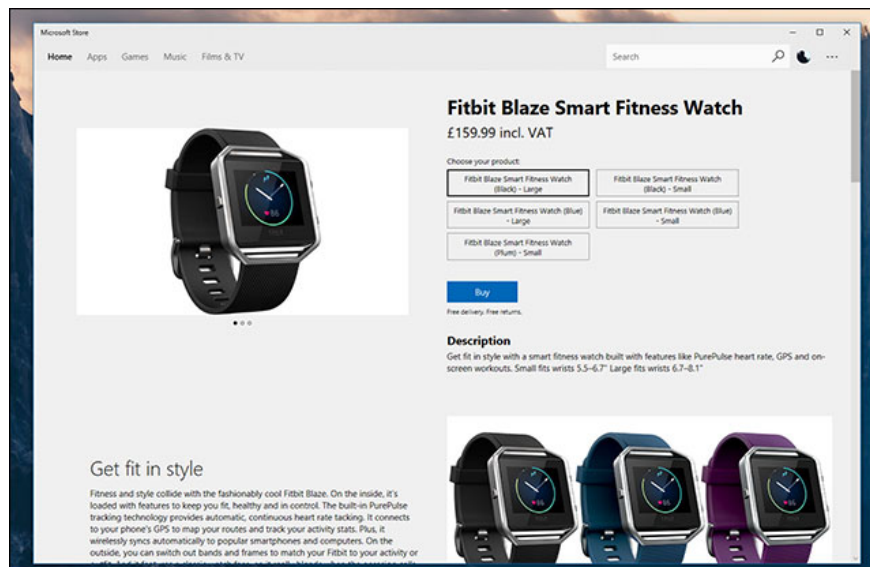 Microsoft Store
Home Apps Games Music Films & TV
Search
Fitbit Blaze Smart Fitness Watch
£159.99 incl. VAT
Choose your product:
Fitbit Blaze Smart Fitness Watch
(Black) - Large
Fitbit Blaze Smart Fitness Watch
(Black) - Small
Fitbit Blaze Smart Fitness Watch (Blue)
- Large
Fitbit Blaze Smart Fitness Watch (Blue)
- Small
Fitbit Blaze Smart Fitness Watch
(Plum) - Small
Buy
Free delivery. Free returns.
Description
Get fit in style with a smart fitness watch built with features like PurePulse heart rate, GPS and on-
screen workouts. Small fits wrists 5.5–6.7" Large fits wrists 6.7–8.1"
Get fit in style
Fitness and style collide with the fashionably cool Fitbit Blaze. On the inside, it's
loaded with features to keep you fit, healthy and in control. The built-in PurePulse
tracking technology provides automatic, continuous heart rate tacking. It connects
to your phone's GPS to map your routes and track your activity stats. Plus, it
wirelessly syncs automatically to popular smartphones and computers. On the
outside, you can switch out bands and frames to match your Fitbit to your activity or